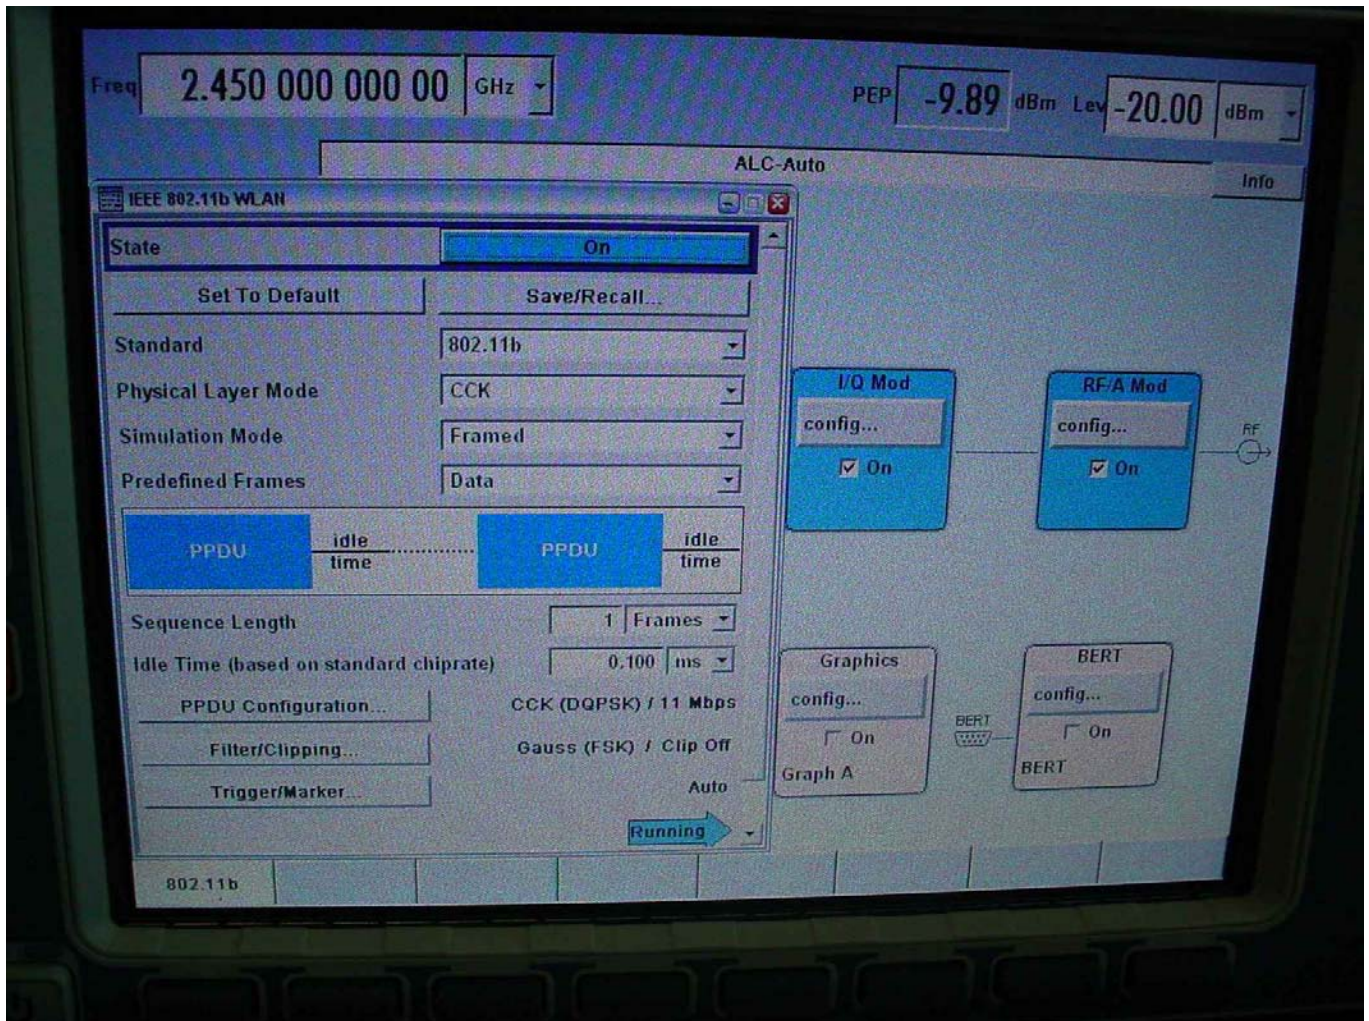 Freq 2.450 000 000 00 GHz PEP -9.89 dBm Lev -20.00 dBm
ALC-Auto
Info
IEEE 802.11b WLAN
State On
Set To Default Save/Recall...
Standard 802.11b
Physical Layer Mode CCK
Simulation Mode Framed
Predefined Frames Data
PPDU idle time PPDU idle time
Sequence Length 1 Frames
Idle Time (based on standard chiprate) 0.100 ms
PPDU Configuration... CCK (DQPSK) / 11 Mbps
Filter/Clipping... Gauss (FSK) / Clip Off
Trigger/Marker... Auto
Running
I/Q Mod
config...
On
RF/A Mod
config...
On
RF
Graphics
config...
On
Graph A
BERT
BERT
config...
On
BERT
802.11b